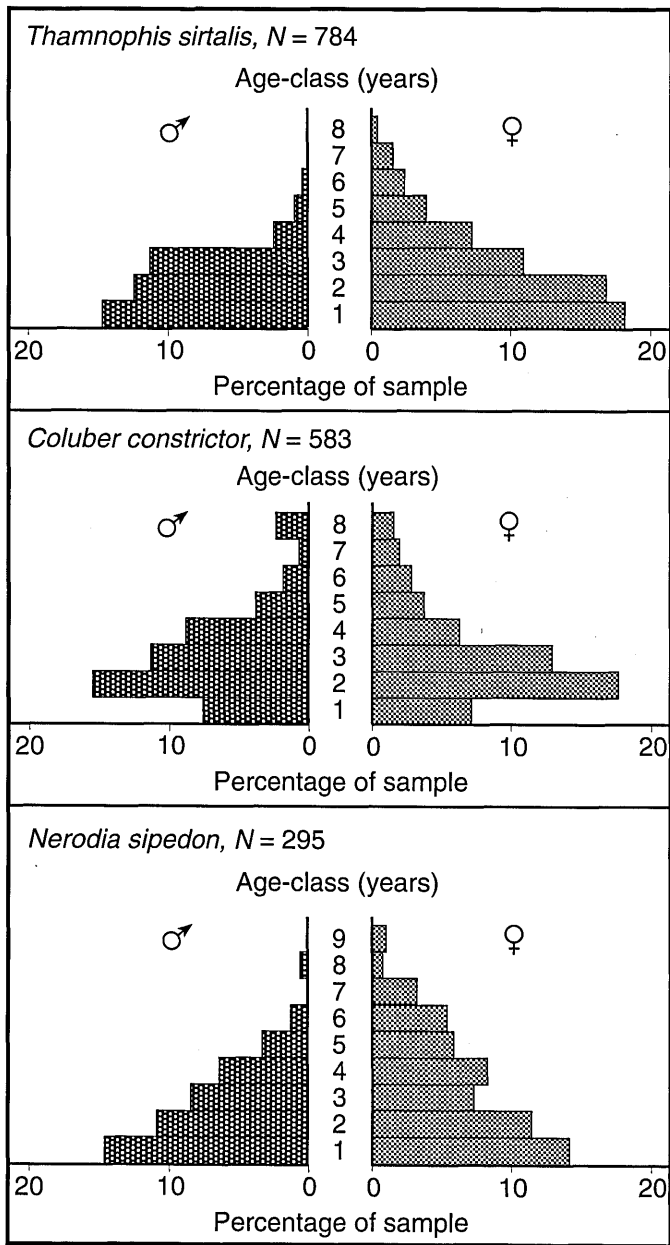 Thamnophis sirtalis, N = 784
Age-class (years)
♂ ♀
8
7
6
5
4
3
2
1
20 10 0 0 10 20
Percentage of sample
Coluber constrictor, N = 583
Age-class (years)
♂ ♀
8
7
6
5
4
3
2
1
20 10 0 0 10 20
Percentage of sample
Nerodia sipedon, N = 295
Age-class (years)
♂ ♀
9
8
7
6
5
4
3
2
1
20 10 0 0 10 20
Percentage of sample